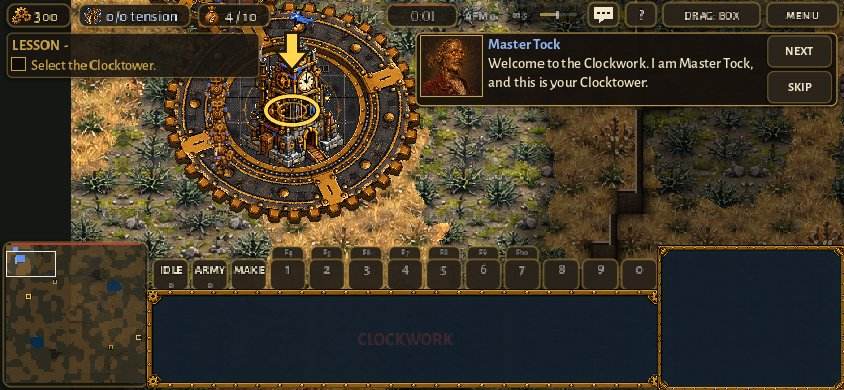 300
0/0 tension
4/10
0:01
?
DRAG: BOX
MENU
LESSON -
Select the Clocktower.
Master Tock
Welcome to the Clockwork. I am Master Tock,
and this is your Clocktower.
NEXT
SKIP
IDLE
ARMY
MAKE
1
2
3
4
5
6
7
8
9
0
CLOCKWORK